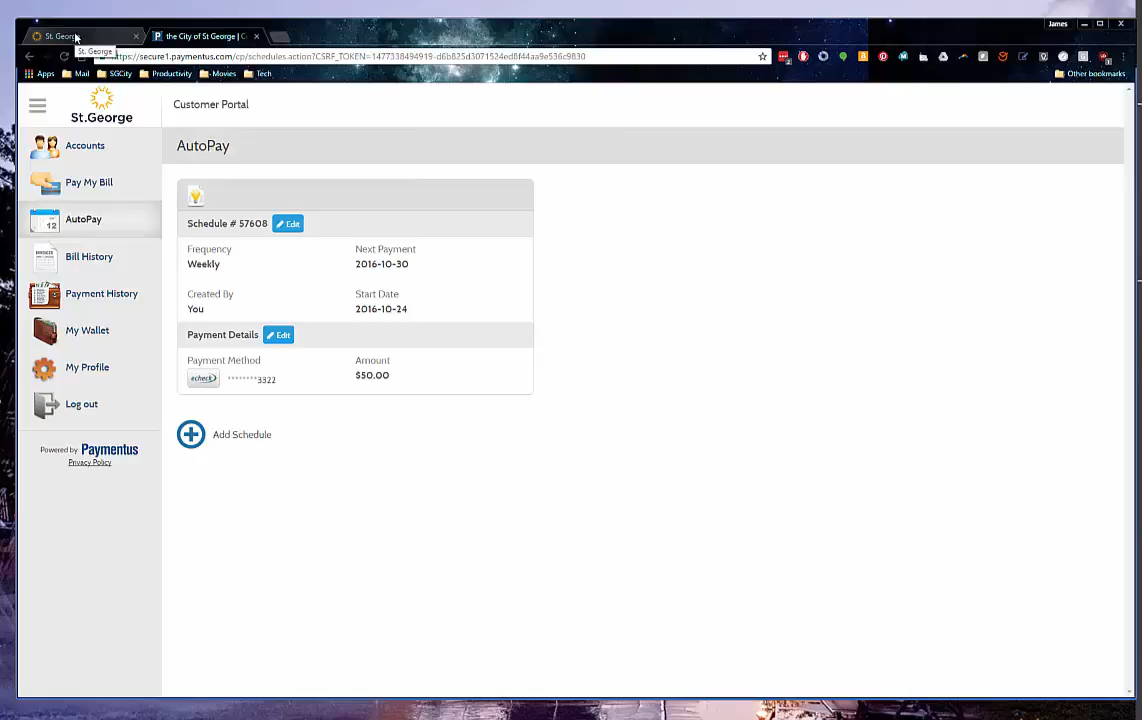 St. George
the City of St George | C
James
St. George
https://secure1.paymentus.com/cp/schedules.action?CSRF_TOKEN=1477338494919-d6b825d3071524ed8f44aa9e536c9830
Apps Mail SGCity Productivity Movies Tech Other bookmarks
St.George
Customer Portal
AutoPay
Accounts
Pay My Bill
AutoPay
12
Bill History
INVOICE
Payment History
My Wallet
My Profile
Log out
Powered by Paymentus
Privacy Policy
Schedule # 57608 Edit
Frequency Next Payment
Weekly 2016-10-30
Created By Start Date
You 2016-10-24
Payment Details Edit
Payment Method Amount
echeck ********3322 $50.00
Add Schedule